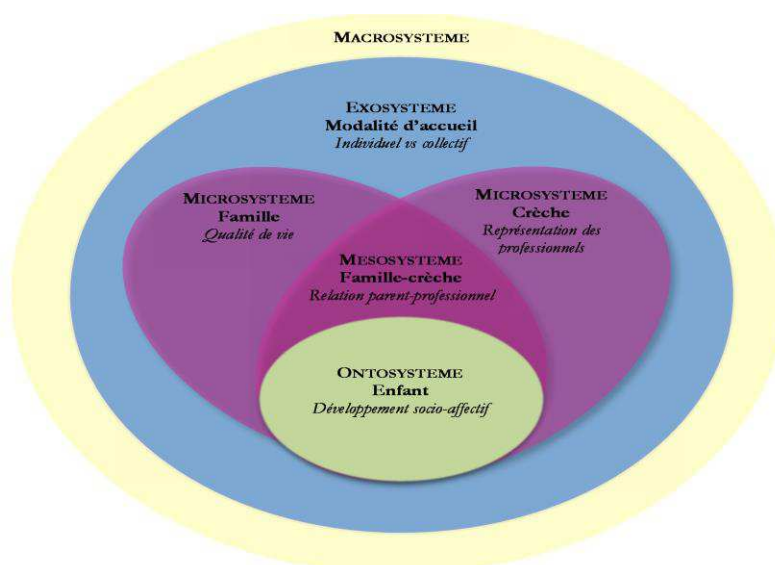 MACROSYSTEME
EXOSYSTEME
Modalité d'accueil
Individuel vs collectif
MICROSYSTEME
Famille
Qualité de vie
MICROSYSTEME
Crèche
Représentation des
professionnels
MESOSYSTEME
Famille-crèche
Relation parent-professionnel
ONTOSYSTEME
Enfant
Développement socio-affectif